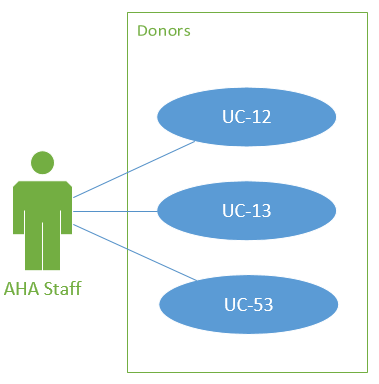 Donors
UC-12
UC-13
AHA Staff
UC-53